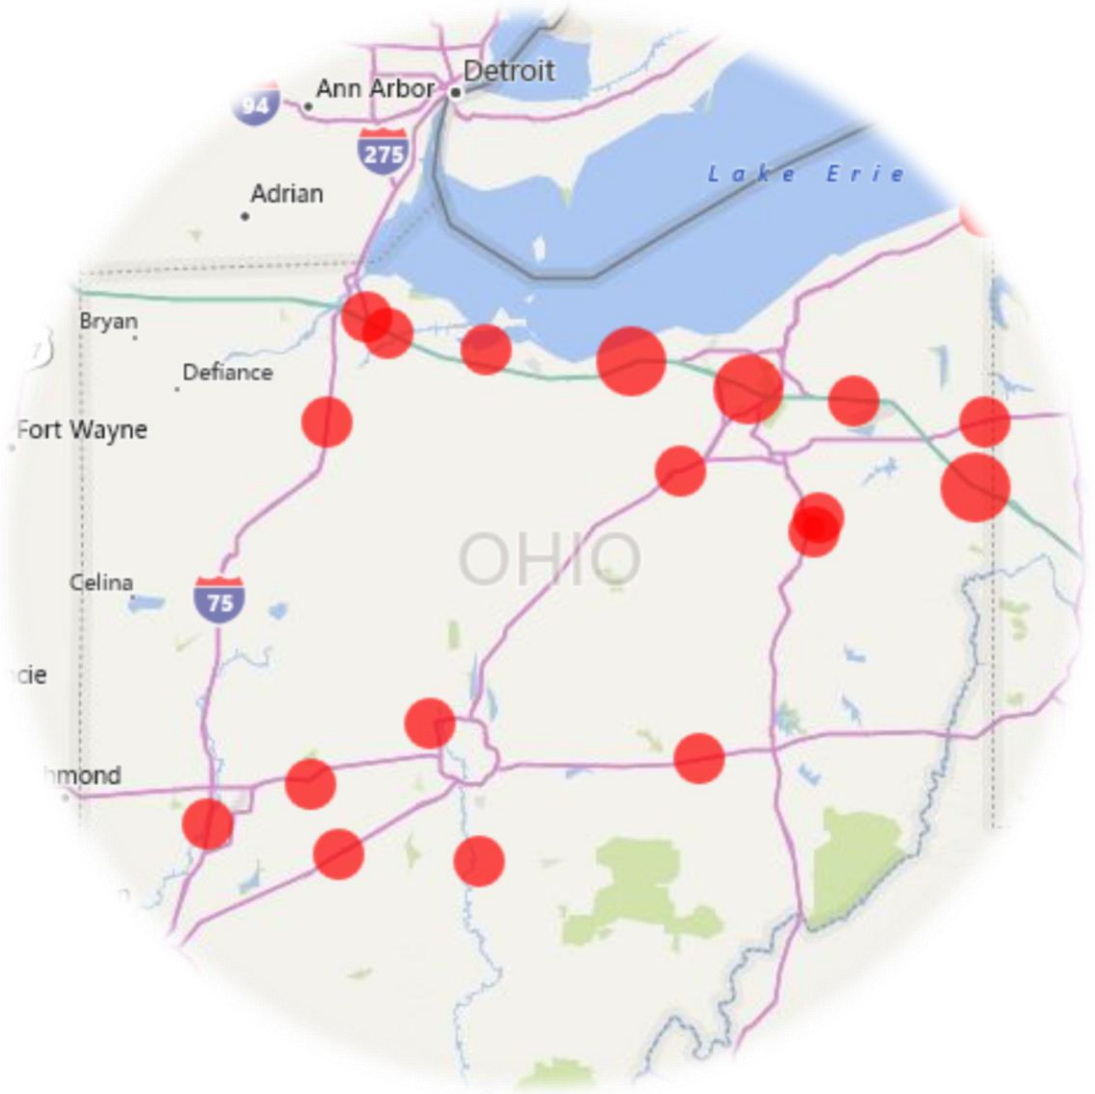 Detroit
Ann Arbor
94
275
Lake Erie
Adrian
Bryan
Defiance
Fort Wayne
OHIO
Celina
75
cie
hmond